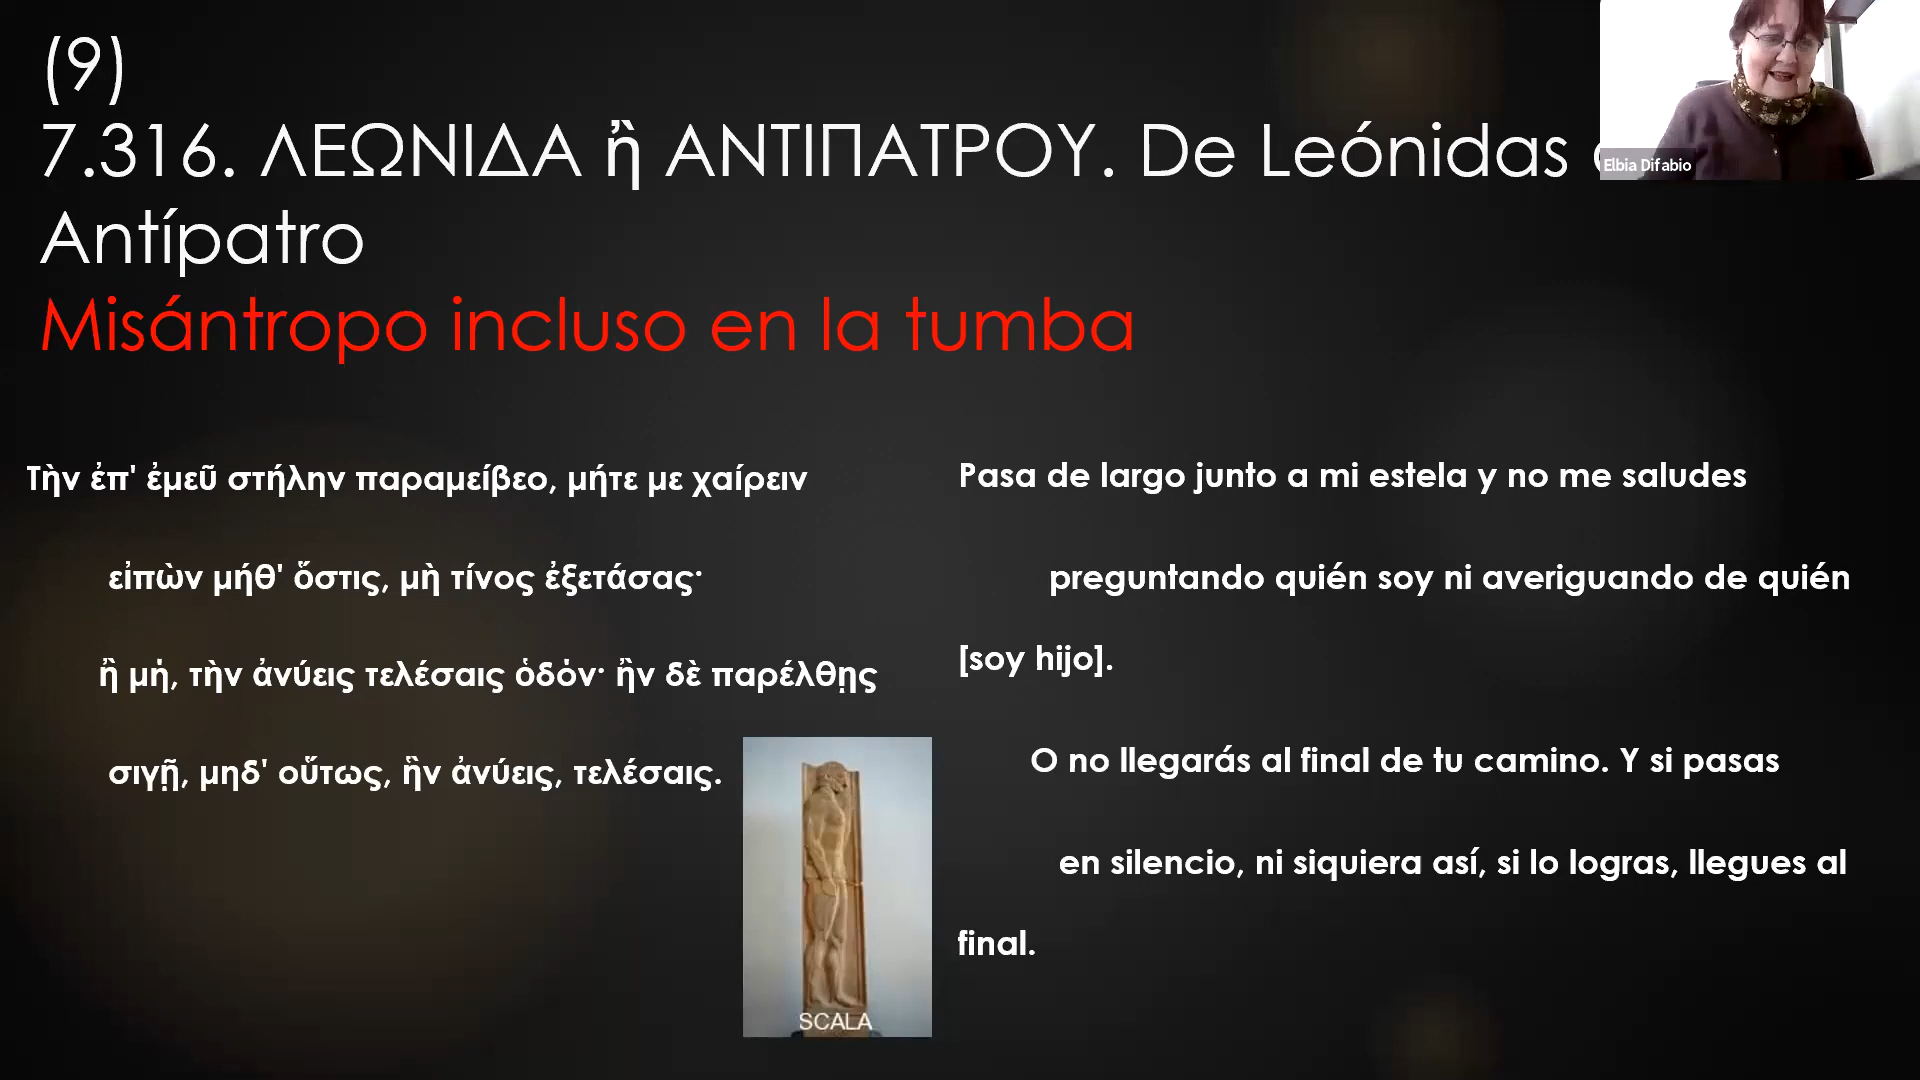 (9)
7.316. ΛΕΩΝΙΔΑ ἢ ΑΝΤΙΠΑΤΡΟΥ. De Leónidas
Antípatro
Misántropo incluso en la tumba
Elbia Difabio
Τὴν ἐπ' ἐμεῦ στήλην παραμείβεο, μήτε με χαίρειν
εἰπὼν μήθ' ὅστις, μὴ τίνος ἐξετάσας·
ἢ μή, τὴν ἀνύεις τελέσαις ὁδόν· ἢν δὲ παρέλθῃς
σιγῇ, μηδ' οὕτως, ἣν ἀνύεις, τελέσαις.
Pasa de largo junto a mi estela y no me saludes
preguntando quién soy ni averiguando de quién
[soy hijo].
O no llegarás al final de tu camino. Y si pasas
en silencio, ni siquiera así, si lo logras, llegues al
final.
SCALA